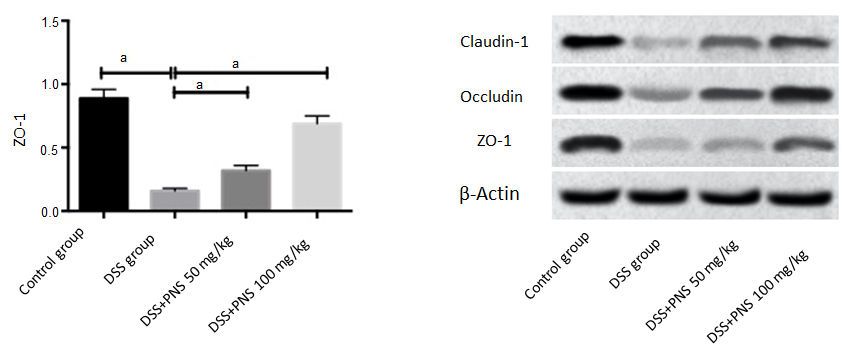 1.5
1.0
0.5
0.0
ZO-1
a
a
a
Control group
DSS group
DSS+PNS 50 mg/kg
DSS+PNS 100 mg/kg
Claudin-1
Occludin
ZO-1
β-Actin
Control group
DSS group
DSS+PNS 50 mg/kg
DSS+PNS 100 mg/kg